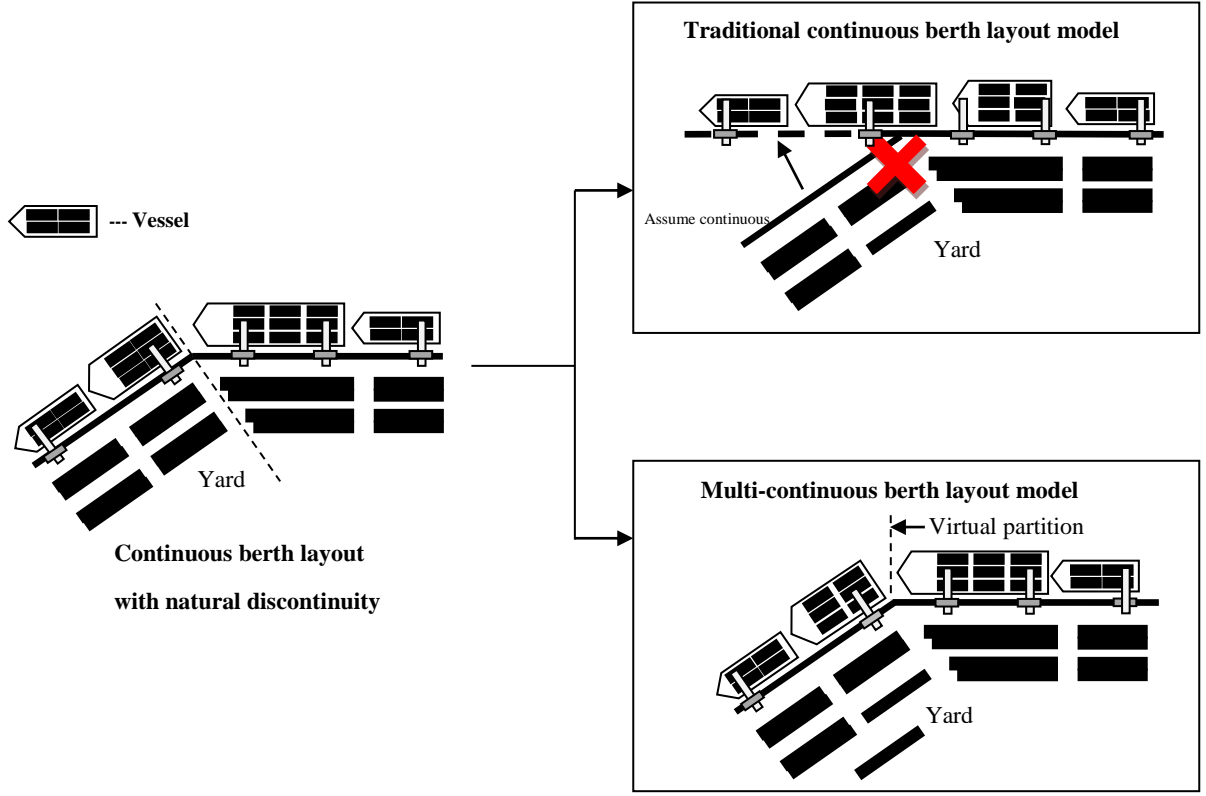 Traditional continuous berth layout model
Assume continuous
Yard
--- Vessel
Yard
Continuous berth layout
with natural discontinuity
Multi-continuous berth layout model
Virtual partition
Yard